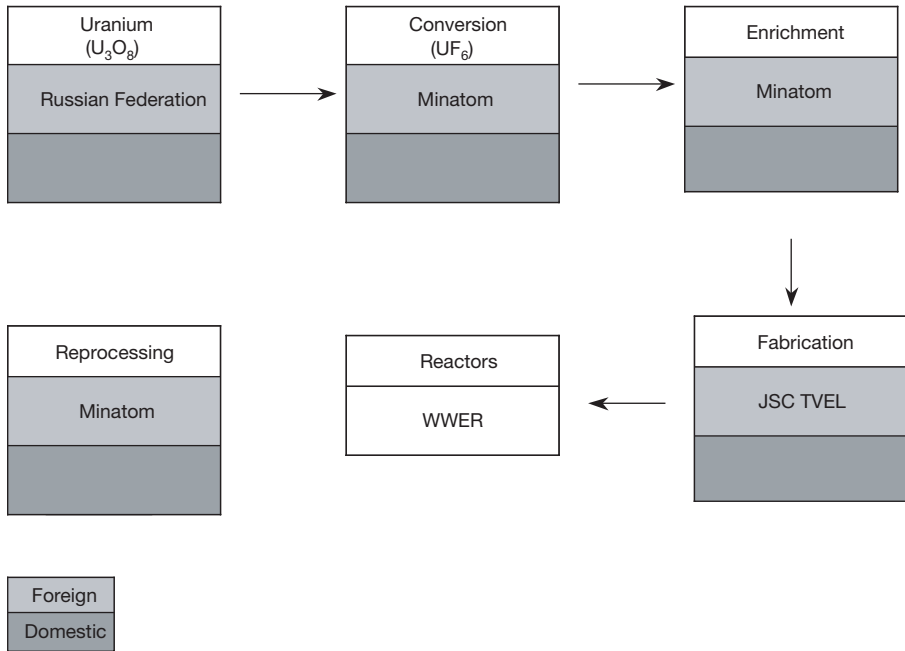 Uranium
(U₃O₈)
Russian Federation
Conversion
(UF₆)
Minatom
Enrichment
Minatom
Reprocessing
Minatom
Reactors
WWER
Fabrication
JSC TVEL
Foreign
Domestic